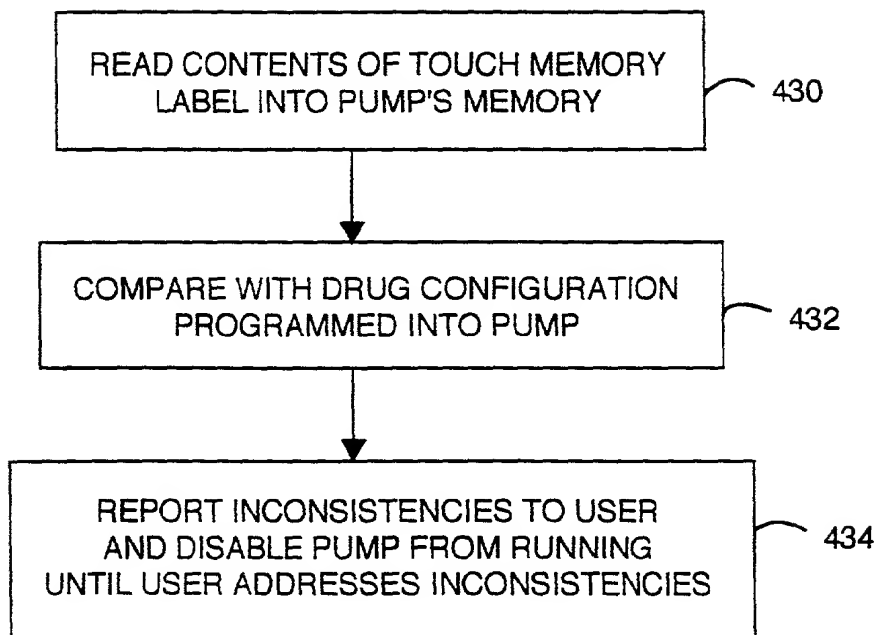 READ CONTENTS OF TOUCH MEMORY
LABEL INTO PUMP'S MEMORY
430
COMPARE WITH DRUG CONFIGURATION
PROGRAMMED INTO PUMP
432
REPORT INCONSISTENCIES TO USER
AND DISABLE PUMP FROM RUNNING
UNTIL USER ADDRESSES INCONSISTENCIES
434